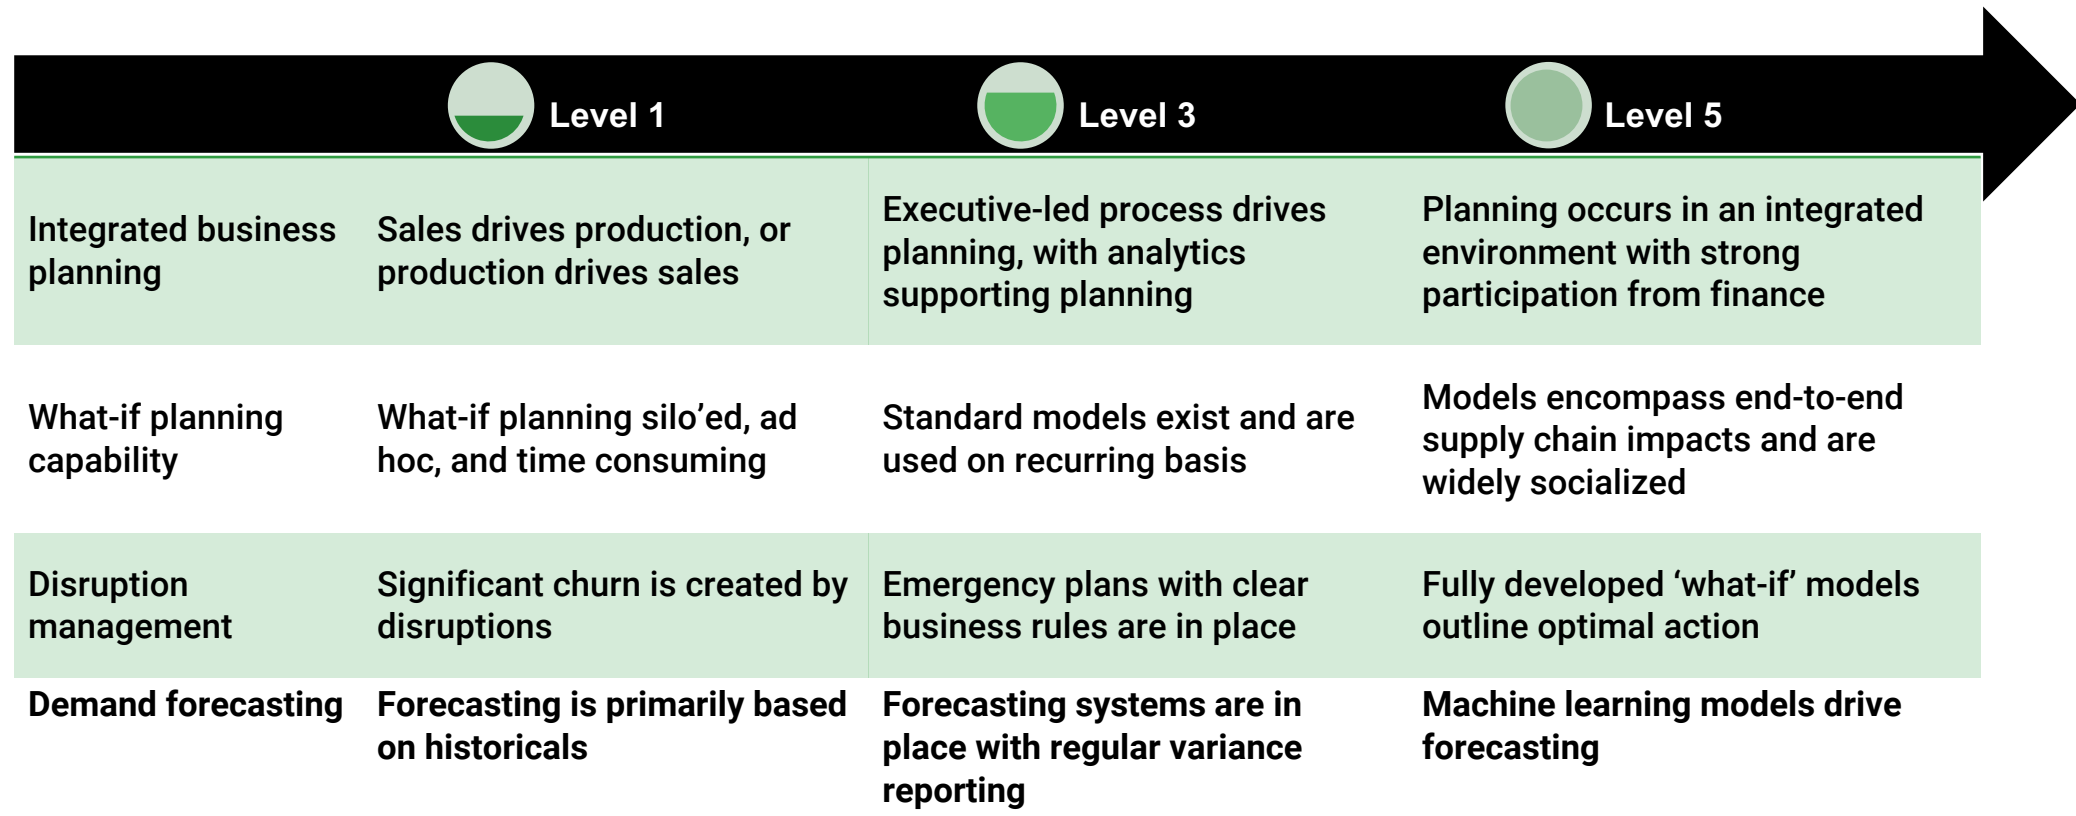 Level 1
Level 3
Level 5
Integrated business
planning
Sales drives production, or
production drives sales
Executive-led process drives
planning, with analytics
supporting planning
Planning occurs in an integrated
environment with strong
participation from finance
What-if planning
capability
What-if planning silo’ed, ad
hoc, and time consuming
Standard models exist and are
used on recurring basis
Models encompass end-to-end
supply chain impacts and are
widely socialized
Disruption
management
Significant churn is created by
disruptions
Emergency plans with clear
business rules are in place
Fully developed ‘what-if’ models
outline optimal action
Demand forecasting
Forecasting is primarily based
on historicals
Forecasting systems are in
place with regular variance
reporting
Machine learning models drive
forecasting